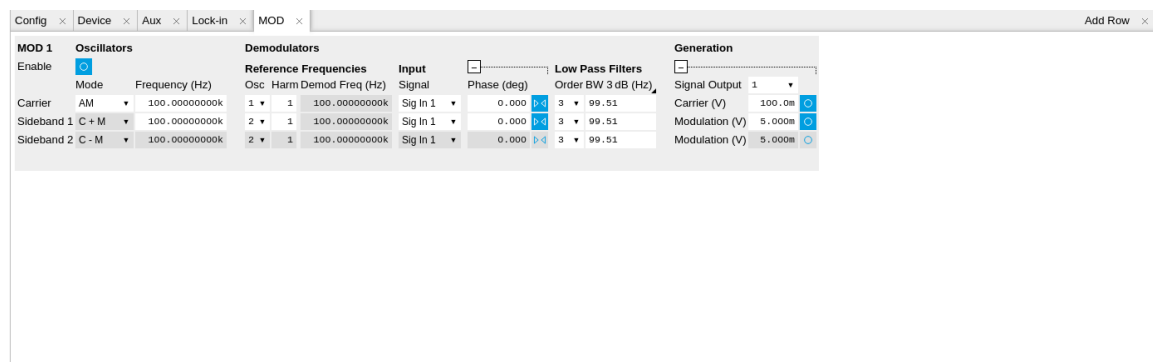 Config × Device × Aux × Lock-in × MOD × Add Row ×
MOD 1 Oscillators Demodulators Generation
Enable Reference Frequencies Input Low Pass Filters
Mode Frequency (Hz) Osc Harm Demod Freq (Hz) Signal Phase (deg) Order BW 3 dB (Hz) Signal Output 1
Carrier AM 100.00000000k 1 1 100.00000000k Sig In 1 0.000 3 99.51 Carrier (V) 100.0m
Sideband 1 C + M 100.00000000k 2 1 100.00000000k Sig In 1 0.000 3 99.51 Modulation (V) 5.000m
Sideband 2 C - M 100.00000000k 2 1 100.00000000k Sig In 1 0.000 3 99.51 Modulation (V) 5.000m